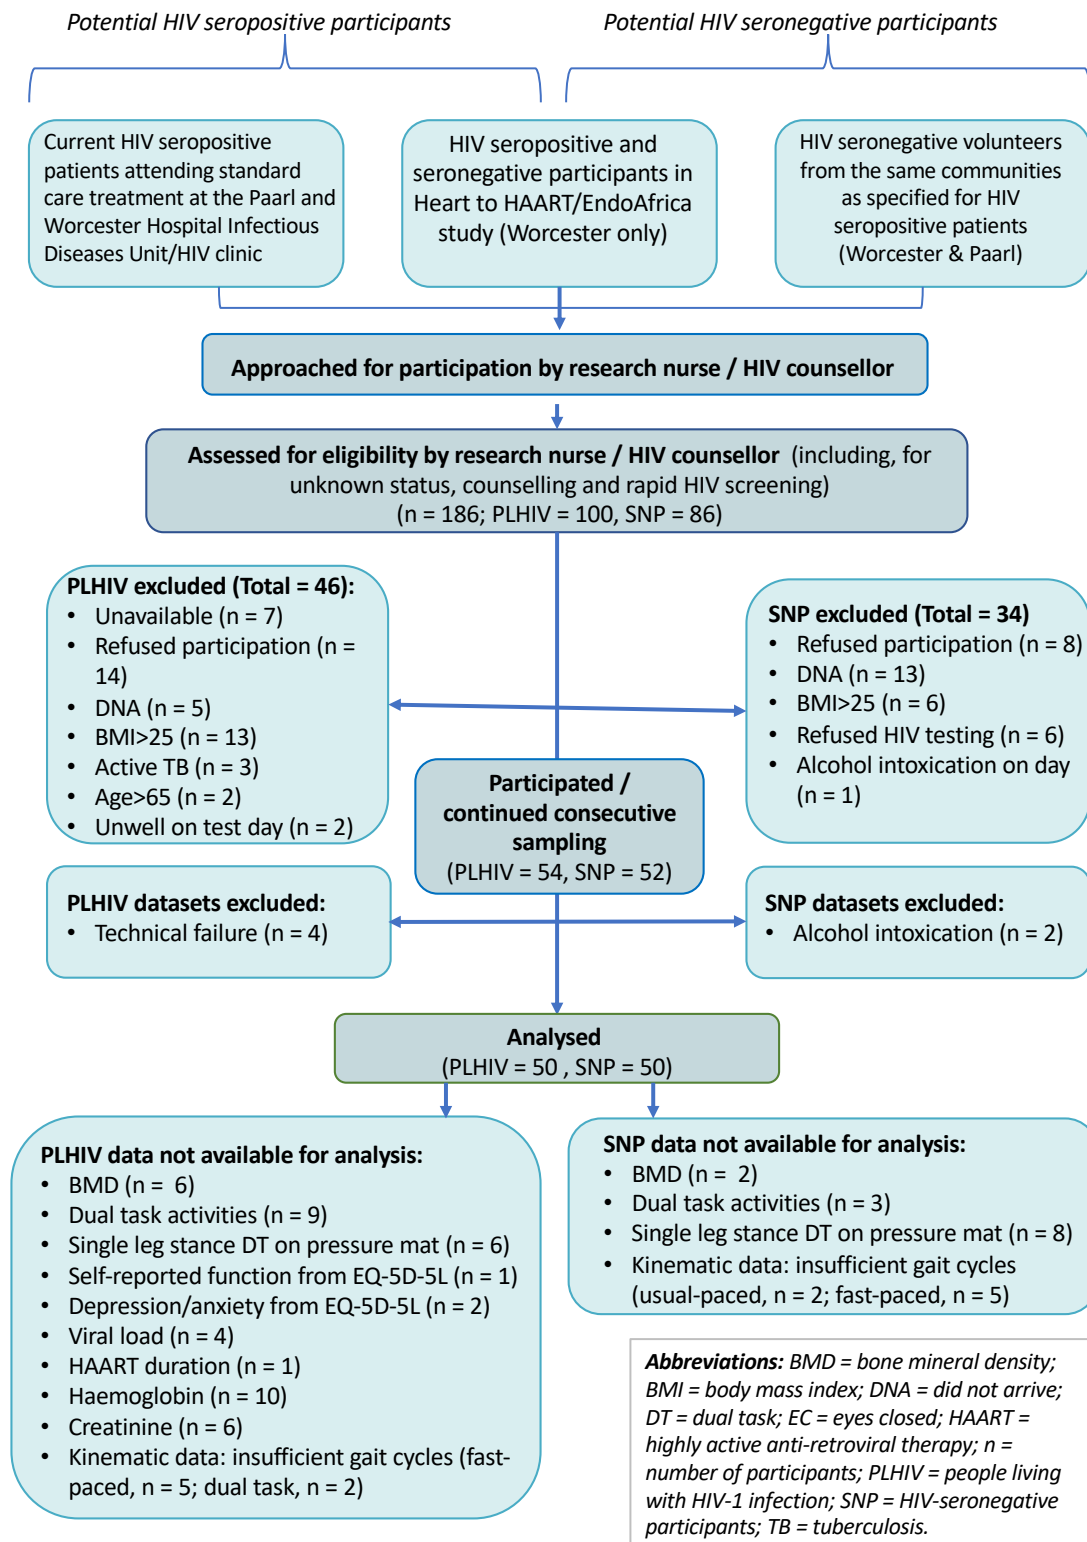 Potential HIV seropositive participants
Potential HIV seronegative participants
Current HIV seropositive
patients attending standard
care treatment at the Paarl and
Worcester Hospital Infectious
Diseases Unit/HIV clinic
HIV seropositive and
seronegative participants in
Heart to HAART/EndoAfrica
study (Worcester only)
HIV seronegative volunteers
from the same communities
as specified for HIV
seropositive patients
(Worcester & Paarl)
Approached for participation by research nurse / HIV counsellor
Assessed for eligibility by research nurse / HIV counsellor (including, for
unknown status, counselling and rapid HIV screening)
(n = 186; PLHIV = 100, SNP = 86)
PLHIV excluded (Total = 46):
• Unavailable (n = 7)
• Refused participation (n =
14)
• DNA (n = 5)
• BMI>25 (n = 13)
• Active TB (n = 3)
• Age>65 (n = 2)
• Unwell on test day (n = 2)
SNP excluded (Total = 34)
• Refused participation (n = 8)
• DNA (n = 13)
• BMI>25 (n = 6)
• Refused HIV testing (n = 6)
• Alcohol intoxication on day
(n = 1)
Participated /
continued consecutive
sampling
(PLHIV = 54, SNP = 52)
PLHIV datasets excluded:
• Technical failure (n = 4)
SNP datasets excluded:
• Alcohol intoxication (n = 2)
Analysed
(PLHIV = 50 , SNP = 50)
PLHIV data not available for analysis:
• BMD (n = 6)
• Dual task activities (n = 9)
• Single leg stance DT on pressure mat (n = 6)
• Self-reported function from EQ-5D-5L (n = 1)
• Depression/anxiety from EQ-5D-5L (n = 2)
• Viral load (n = 4)
• HAART duration (n = 1)
• Haemoglobin (n = 10)
• Creatinine (n = 6)
• Kinematic data: insufficient gait cycles (fast-
paced, n = 5; dual task, n = 2)
SNP data not available for analysis:
• BMD (n = 2)
• Dual task activities (n = 3)
• Single leg stance DT on pressure mat (n = 8)
• Kinematic data: insufficient gait cycles
(usual-paced, n = 2; fast-paced, n = 5)
Abbreviations: BMD = bone mineral density;
BMI = body mass index; DNA = did not arrive;
DT = dual task; EC = eyes closed; HAART =
highly active anti-retroviral therapy; n =
number of participants; PLHIV = people living
with HIV-1 infection; SNP = HIV-seronegative
participants; TB = tuberculosis.